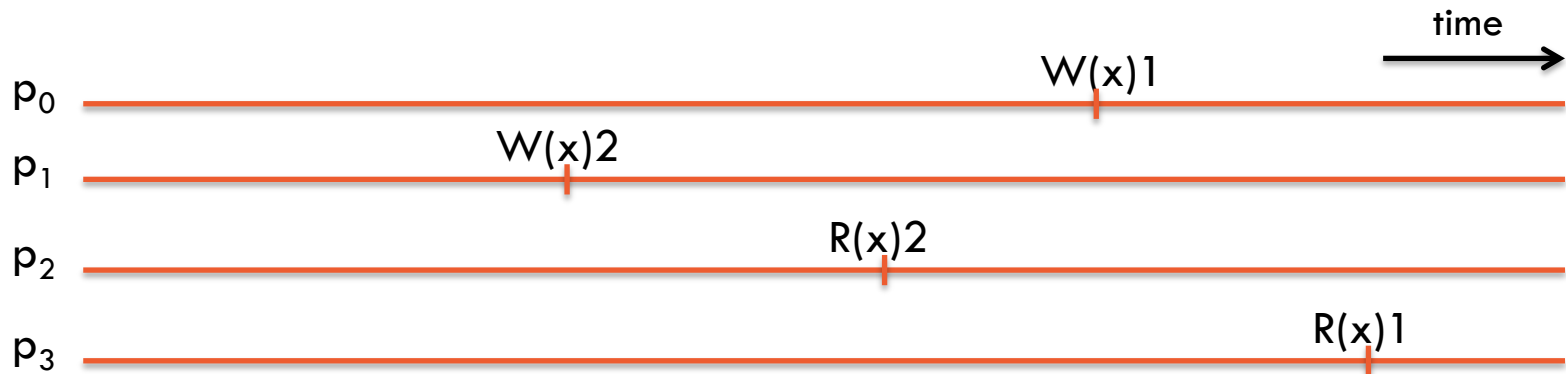 time
p₀ W(x)1
p₁ W(x)2
p₂ R(x)2
p₃ R(x)1